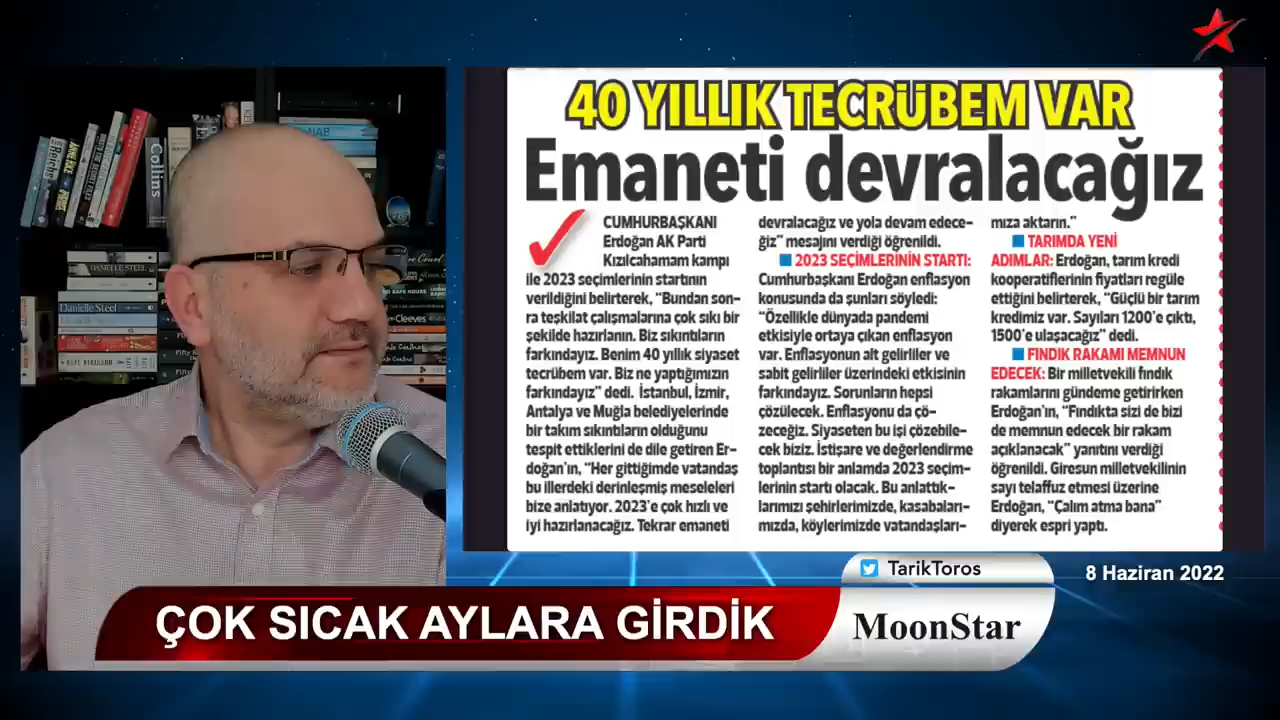 40 YILLIK TECRÜBEM VAR
Emaneti devralacağız
CUMHURBAŞKANI
Erdoğan AK Parti
Kızılcahamam kampı
ile 2023 seçimlerinin startının
verildiğini belirterek, “Bundan son-
ra teşkilat çalışmalarına çok sıkı bir
şekilde hazırlanın. Biz sıkıntıların
farkındayız. Benim 40 yıllık siyaset
tecrübem var. Biz ne yaptığımızın
farkındayız” dedi. İstanbul, İzmir,
Antalya ve Muğla belediyelerinde
bir takım sıkıntıların olduğunu
tespit ettiklerini de dile getiren Er-
doğan’ın, “Her gittiğimde vatandaş
bu illerdeki derinleşmiş meseleleri
bize anlatıyor. 2023’e çok hızlı ve
iyi hazırlanacağız. Tekrar emaneti
devralacağız ve yola devam edece-
ğiz” mesajını verdiği öğrenildi.
2023 SEÇİMLERİNİN STARTI:
Cumhurbaşkanı Erdoğan enflasyon
konusunda da şunları söyledi:
“Özellikle dünyada pandemi
etkisiyle ortaya çıkan enflasyon
var. Enflasyonun alt gelirliler ve
sabit gelirliler üzerindeki etkisinin
farkındayız. Sorunların hepsi
çözülecek. Enflasyonu da çö-
zeceğiz. Siyaseten bu işi çözebile-
cek biziz. İstişare ve değerlendirme
toplantısı bir anlamda 2023 seçim-
lerinin startı olacak. Bu anlattık-
larımızı şehirlerimizde, kasabaları-
mızda, köylerimizde vatandaşları-
mıza aktarın.”
TARIMDA YENİ
ADIMLAR: Erdoğan, tarım kredi
kooperatiflerinin fiyatları regüle
ettiğini belirterek, “Güçlü bir tarım
kredimiz var. Sayıları 1200’e çıktı,
1500’e ulaşacağız” dedi.
FINDIK RAKAMI MEMNUN
EDECEK: Bir milletvekili fındık
rakamlarını gündeme getirirken
Erdoğan’ın, “Fındıkta sizi de bizi
de memnun edecek bir rakam
açıklanacak” yanıtını verdiği
öğrenildi. Giresun milletvekilinin
sayı telaffuz etmesi üzerine
Erdoğan, “Çalım atma bana”
diyerek espri yaptı.
Collins
DANIELLE STEEL
Danielle Steel
Cleeves
TarikToros
8 Haziran 2022
ÇOK SICAK AYLARA GİRDİK
MoonStar